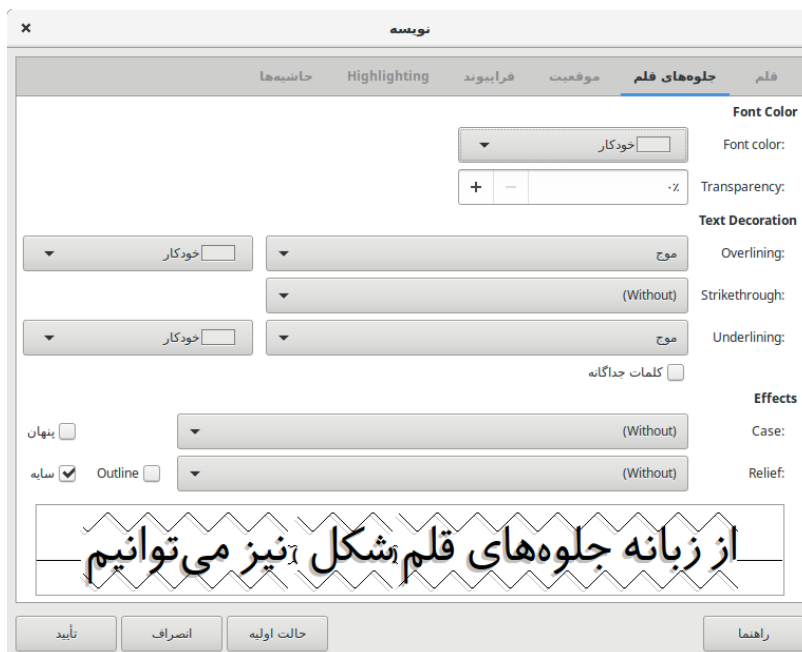 نویسه
قلم جلوه‌های قلم موقعیت فراپیوند Highlighting حاشیه‌ها
Font Color
Font color: خودکار
Transparency: ۰٪
Text Decoration
Overlining: موج خودکار
Strikethrough: (Without)
Underlining: موج خودکار
کلمات جداگانه
Effects
Case: (Without) پنهان
Relief: (Without) Outline سایه
از زبانه جلوه‌های قلم شکل نیز می‌توانیم
راهنما حالت اولیه انصراف تأیید